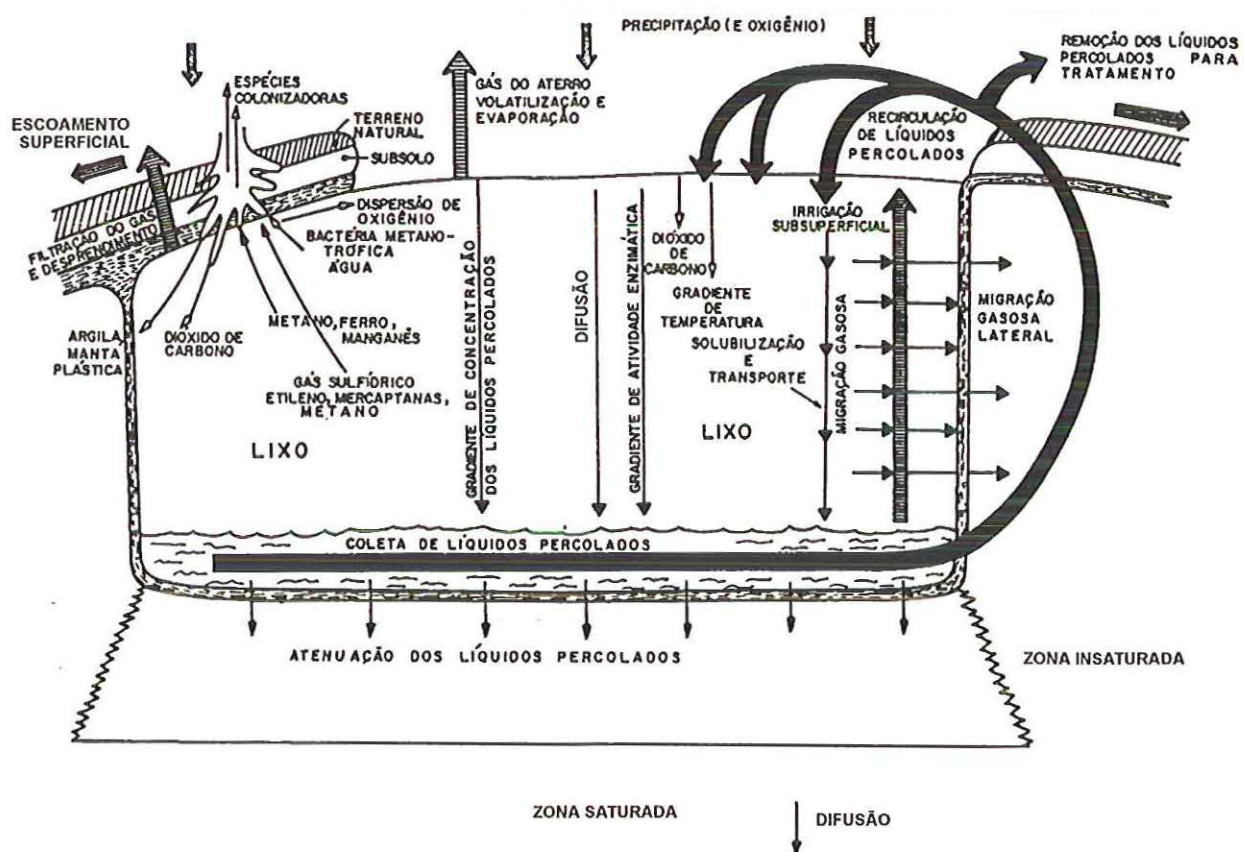 PRECIPITAÇÃO (E OXIGÊNIO)
REMOÇÃO DOS LÍQUIDOS
PERCOLADOS PARA
TRATAMENTO
ESPÉCIES
COLONIZADORAS
GÁS DO ATERRO
VOLATILIZAÇÃO E
EVAPORAÇÃO
ESCOAMENTO
SUPERFICIAL
TERRENO
NATURAL
SUBSOLO
RECIRCULAÇÃO
DE LÍQUIDOS
PERCOLADOS
FILTRAÇÃO DO GÁS
E DESPRENDIMENTO
DISPERSÃO DE
OXIGÊNIO
BACTÉRIA METANO-
TRÓFICA
ÁGUA
IRRIGAÇÃO
SUBSUPERFICIAL
DIÓXIDO
DE
CARBONO
GRADIENTE
DE
TEMPERATURA
ARGILA,
MANTA
PLÁSTICA
DIÓXIDO DE
CARBONO
METANO, FERRO,
MANGANÊS
GÁS SULFÍDRICO
ETILENO, MERCAPTANAS,
METANO
GRADIENTE DE CONCENTRAÇÃO
DOS LÍQUIDOS PERCOLADOS
DIFUSÃO
GRADIENTE DE ATIVIDADE ENZIMÁTICA
SOLUBILIZAÇÃO
E
TRANSPORTE
MIGRAÇÃO GASOSA
MIGRAÇÃO
GASOSA
LATERAL
LIXO
LIXO
COLETA DE LÍQUIDOS PERCOLADOS
ATENUAÇÃO DOS LÍQUIDOS PERCOLADOS
ZONA INSATURADA
ZONA SATURADA
DIFUSÃO